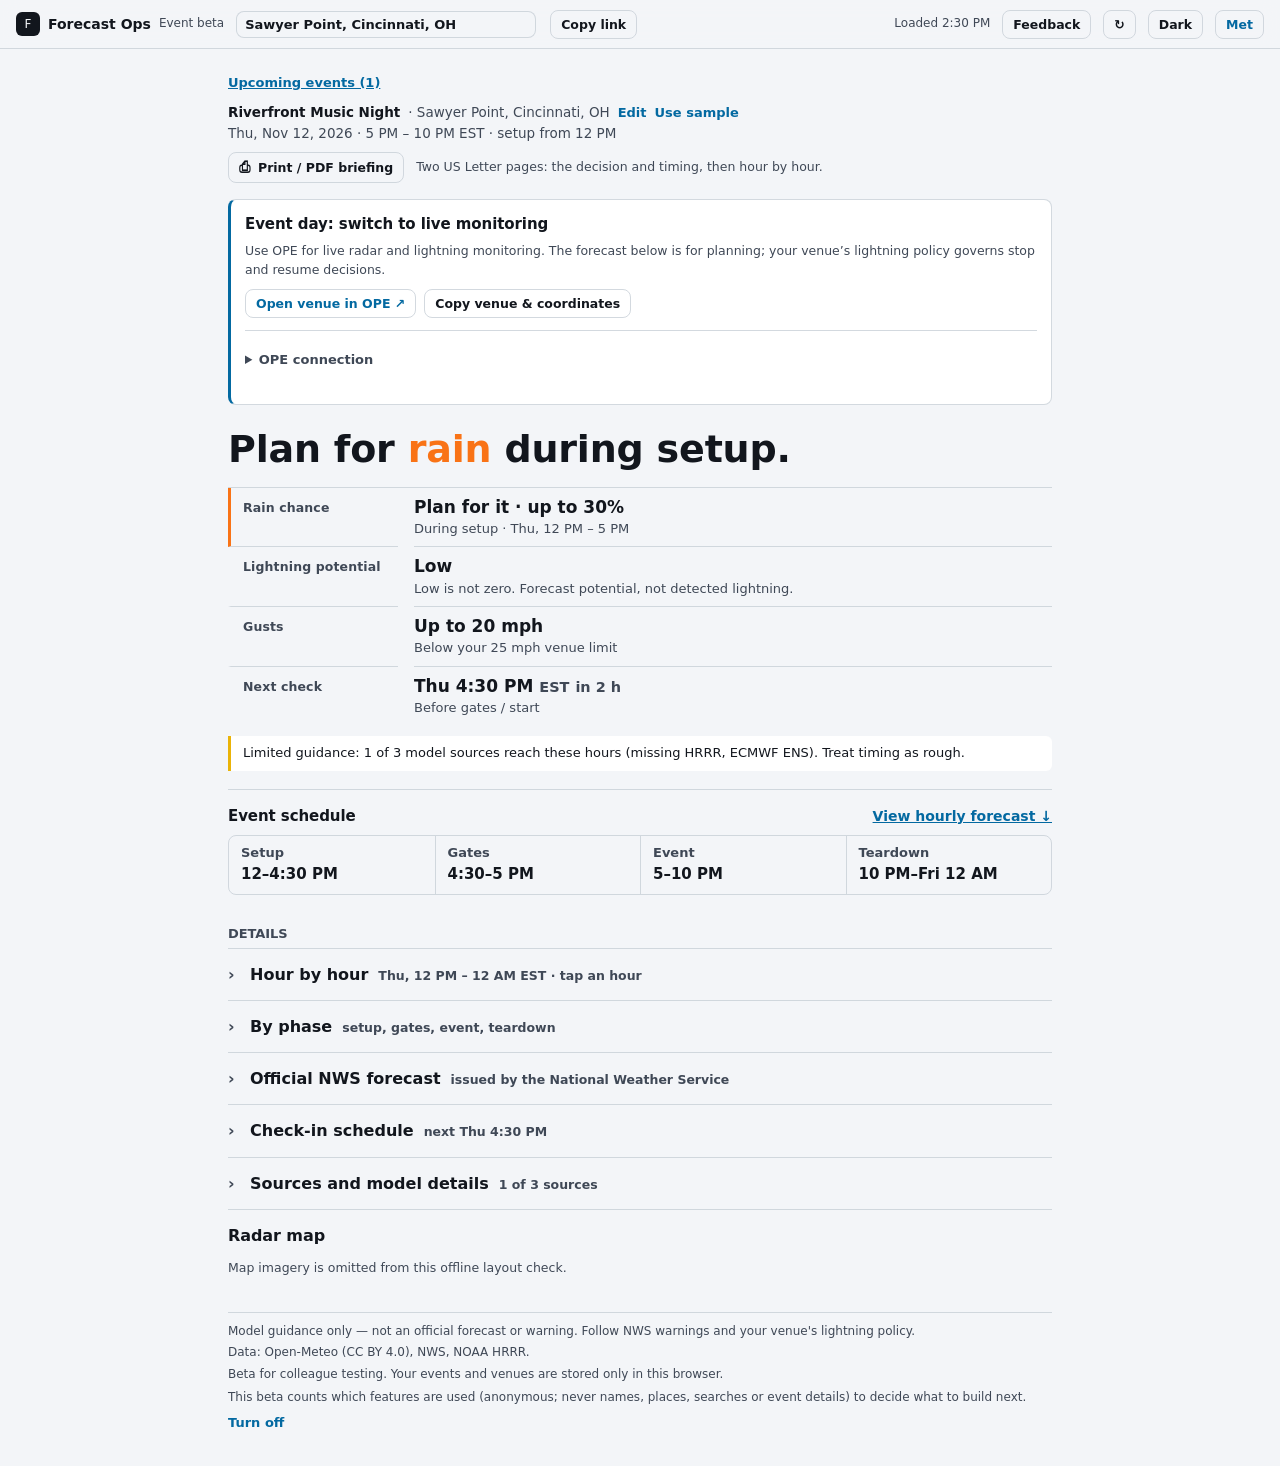 F Forecast Ops Event beta Sawyer Point, Cincinnati, OH Copy link Loaded 2:30 PM Feedback ↻ Dark Met
Upcoming events (1)
Riverfront Music Night · Sawyer Point, Cincinnati, OH Edit Use sample
Thu, Nov 12, 2026 · 5 PM – 10 PM EST · setup from 12 PM
⎙ Print / PDF briefing Two US Letter pages: the decision and timing, then hour by hour.
Event day: switch to live monitoring
Use OPE for live radar and lightning monitoring. The forecast below is for planning; your venue’s lightning policy governs stop
and resume decisions.
Open venue in OPE ↗ Copy venue & coordinates
▶ OPE connection
Plan for rain during setup.
Rain chance Plan for it · up to 30%
During setup · Thu, 12 PM – 5 PM
Lightning potential Low
Low is not zero. Forecast potential, not detected lightning.
Gusts Up to 20 mph
Below your 25 mph venue limit
Next check Thu 4:30 PM EST in 2 h
Before gates / start
Limited guidance: 1 of 3 model sources reach these hours (missing HRRR, ECMWF ENS). Treat timing as rough.
Event schedule View hourly forecast ↓
Setup Gates Event Teardown
12–4:30 PM 4:30–5 PM 5–10 PM 10 PM–Fri 12 AM
DETAILS
› Hour by hour Thu, 12 PM – 12 AM EST · tap an hour
› By phase setup, gates, event, teardown
› Official NWS forecast issued by the National Weather Service
› Check-in schedule next Thu 4:30 PM
› Sources and model details 1 of 3 sources
Radar map
Map imagery is omitted from this offline layout check.
Model guidance only — not an official forecast or warning. Follow NWS warnings and your venue's lightning policy.
Data: Open-Meteo (CC BY 4.0), NWS, NOAA HRRR.
Beta for colleague testing. Your events and venues are stored only in this browser.
This beta counts which features are used (anonymous; never names, places, searches or event details) to decide what to build next.
Turn off